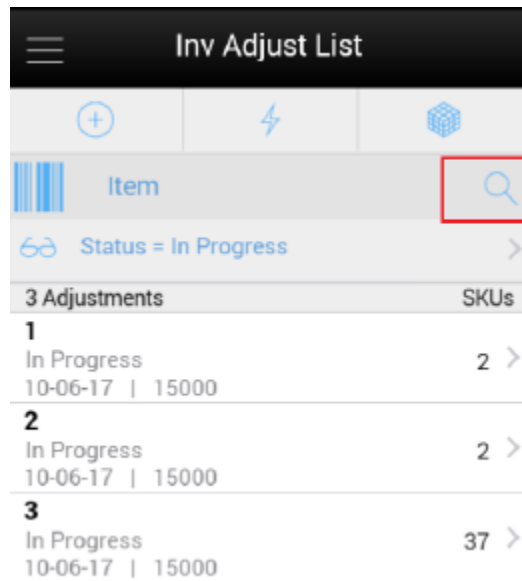 Inv Adjust List
Item
Status = In Progress
3 Adjustments SKUs
1
In Progress 2
10-06-17 | 15000
2
In Progress 2
10-06-17 | 15000
3
In Progress 37
10-06-17 | 15000